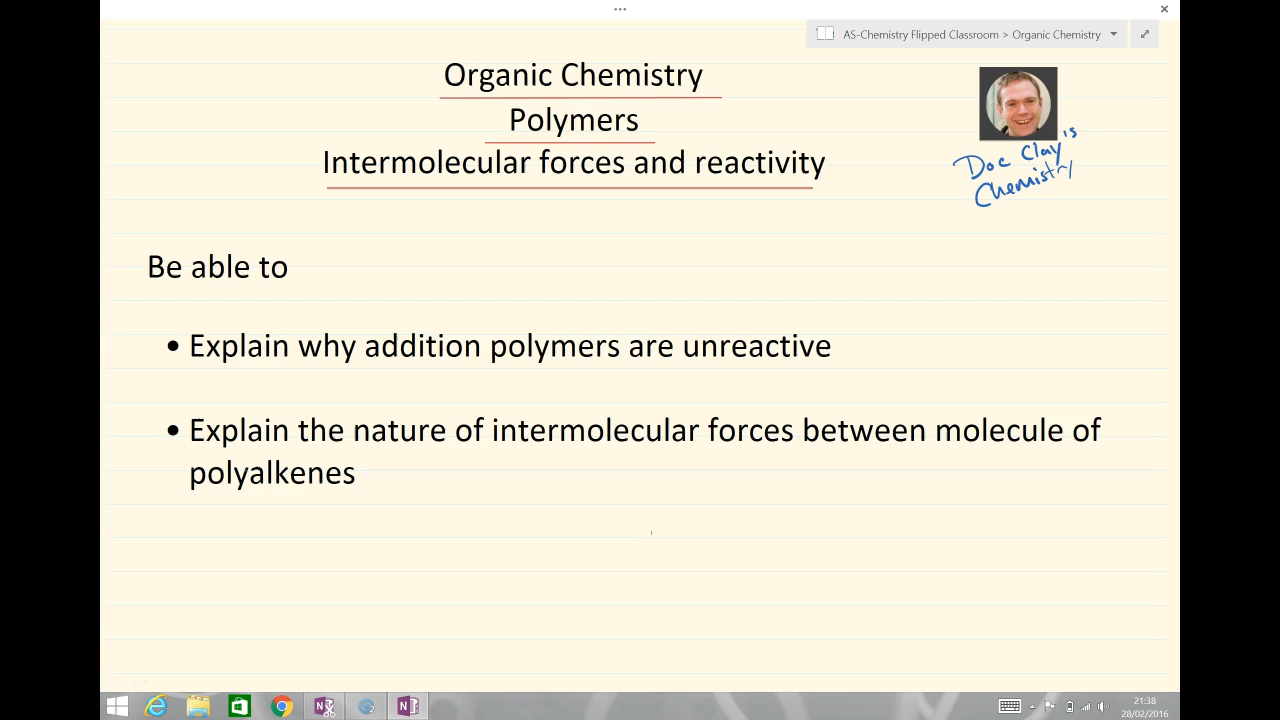 AS-Chemistry Flipped Classroom > Organic Chemistry
Organic Chemistry
Polymers
Intermolecular forces and reactivity
Doc Clay's
Chemistry
Be able to
• Explain why addition polymers are unreactive
• Explain the nature of intermolecular forces between molecule of
polyalkenes
21:38
28/02/2016